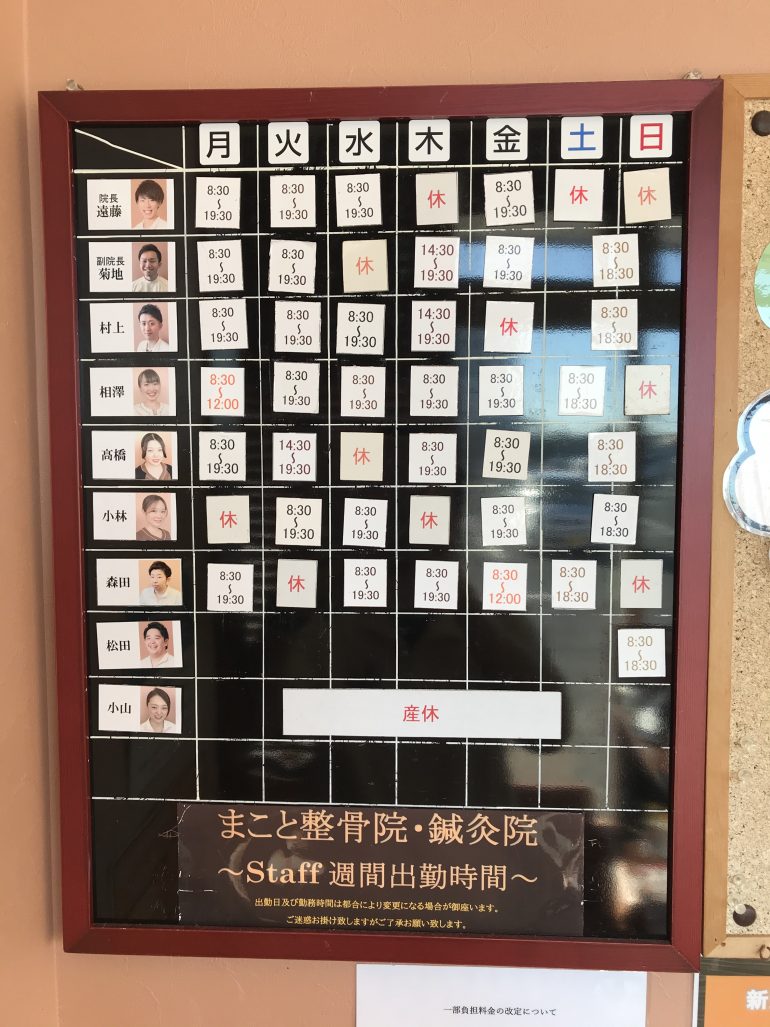 月 火 水 木 金 土 日
院長
遠藤
8:30〜19:30 8:30〜19:30 8:30〜19:30 休 8:30〜19:30 休 休
副院長
菊地
8:30〜19:30 8:30〜19:30 休 14:30〜19:30 8:30〜19:30 8:30〜18:30
村上 8:30〜19:30 8:30〜19:30 8:30〜19:30 14:30〜19:30 休 8:30〜18:30
相澤 8:30〜12:00 8:30〜19:30 8:30〜19:30 8:30〜19:30 8:30〜19:30 8:30〜18:30 休
高橋 8:30〜19:30 14:30〜19:30 休 8:30〜19:30 8:30〜19:30 8:30〜18:30
小林 休 8:30〜19:30 8:30〜19:30 休 8:30〜19:30 8:30〜18:30
森田 8:30〜19:30 休 8:30〜19:30 8:30〜19:30 8:30〜12:00 8:30〜18:30 休
松田 8:30〜18:30
小山 産休
まこと整骨院・鍼灸院
〜Staff 週間出勤時間〜
出勤日及び勤務時間は都合により変更になる場合が御座います。
ご迷惑お掛け致しますがご了承お願い致します。
一部負担料金の改定について
新